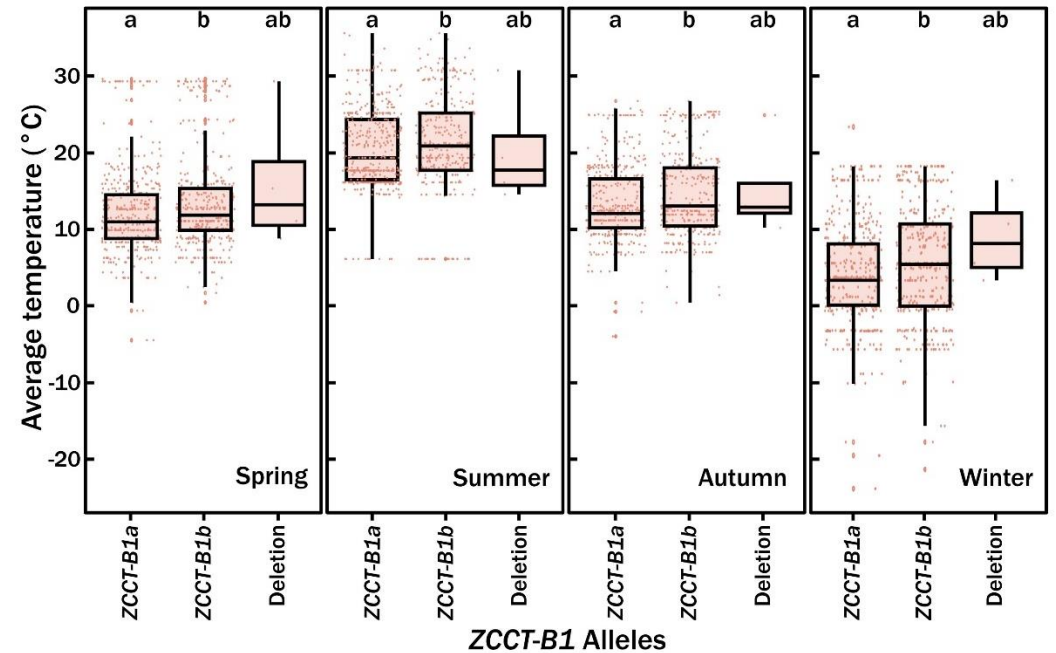 a b ab a b ab a b ab a b ab
Average temperature (°C)
30
20
10
0
-10
-20
Spring Summer Autumn Winter
ZCCT-B1a ZCCT-B1b Deletion ZCCT-B1a ZCCT-B1b Deletion ZCCT-B1a ZCCT-B1b Deletion ZCCT-B1a ZCCT-B1b Deletion
ZCCT-B1 Alleles